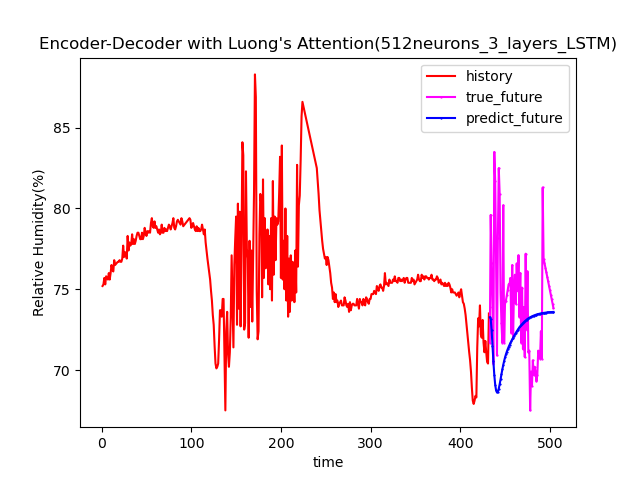 Encoder-Decoder with Luong's Attention(512neurons_3_layers_LSTM)
history
true_future
predict_future
85
80
75
70
Relative Humidity(%)
0 100 200 300 400 500
time